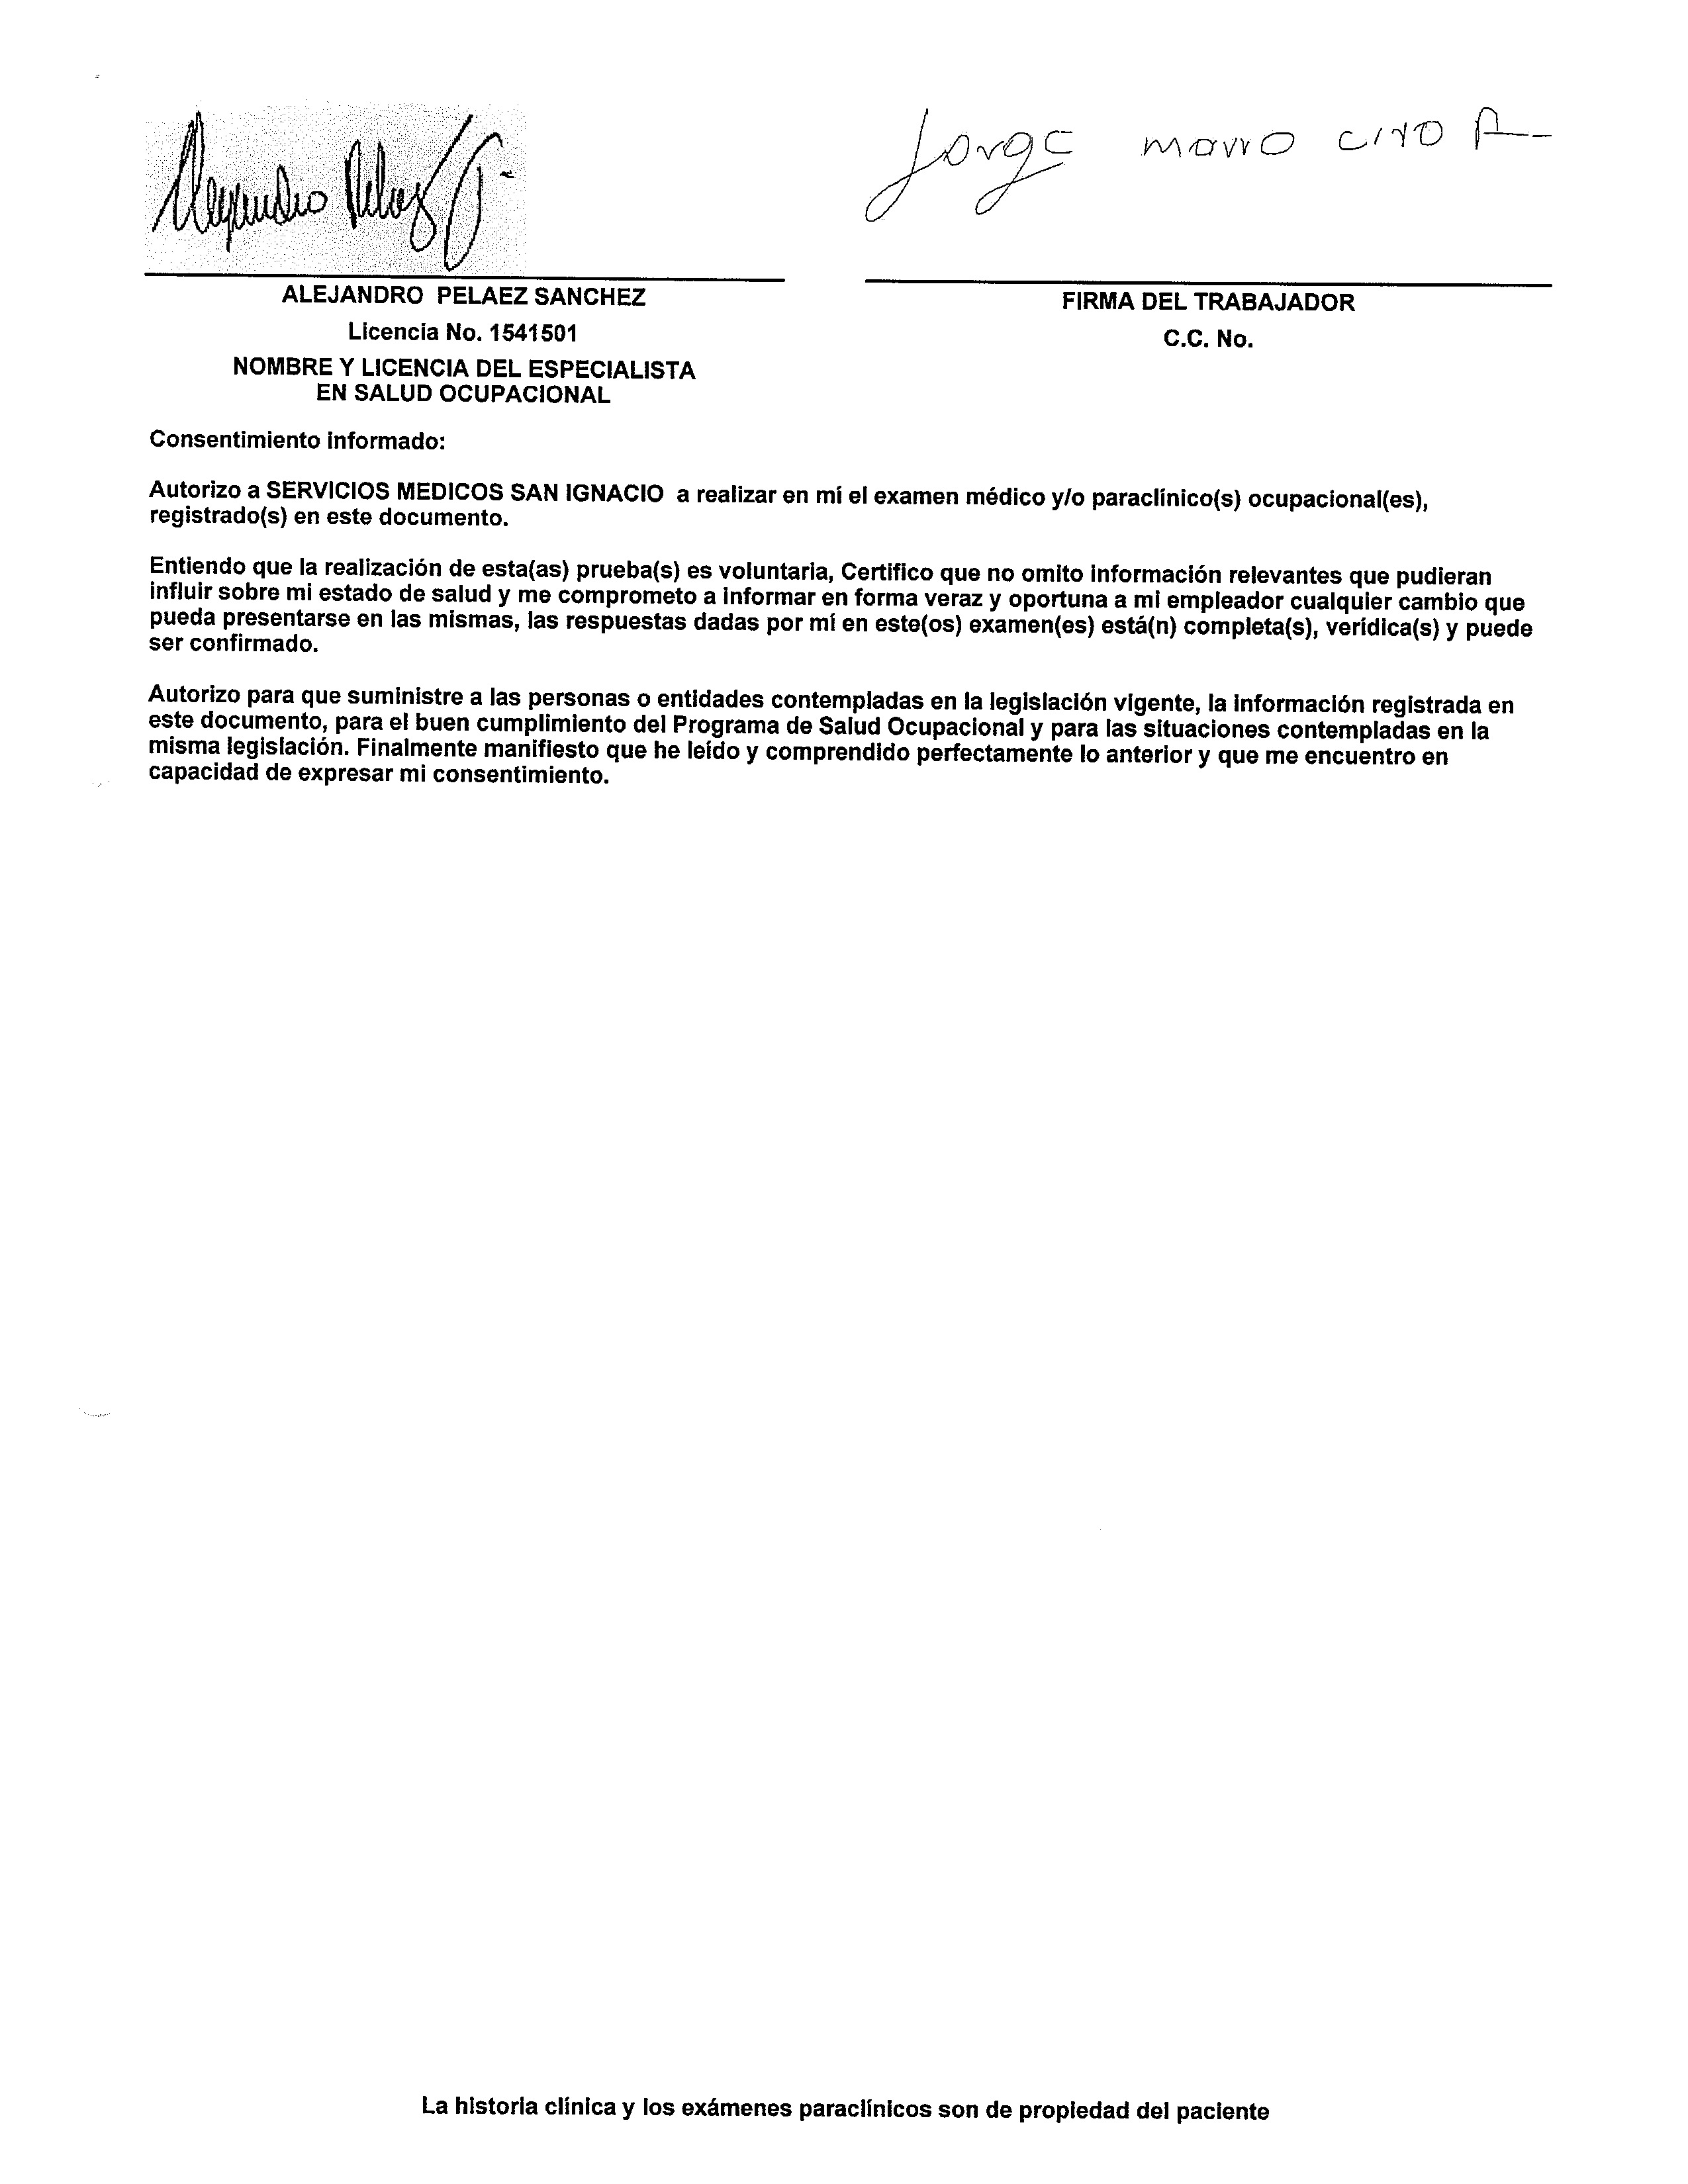 Alejandro Pelaez S
Jorge
ALEJANDRO PELAEZ SANCHEZ
Licencia No. 1541501
NOMBRE Y LICENCIA DEL ESPECIALISTA
EN SALUD OCUPACIONAL
FIRMA DEL TRABAJADOR
C.C. No.
Consentimiento informado:
Autorizo a SERVICIOS MEDICOS SAN IGNACIO a realizar en mí el examen médico y/o paraclínico(s) ocupacional(es),
registrado(s) en este documento.
Entiendo que la realización de esta(as) prueba(s) es voluntaria, Certifico que no omito información relevantes que pudieran
influir sobre mi estado de salud y me comprometo a informar en forma veraz y oportuna a mi empleador cualquier cambio que
pueda presentarse en las mismas, las respuestas dadas por mí en este(os) examen(es) está(n) completa(s), verídica(s) y puede
ser confirmado.
Autorizo para que suministre a las personas o entidades contempladas en la legislación vigente, la información registrada en
este documento, para el buen cumplimiento del Programa de Salud Ocupacional y para las situaciones contempladas en la
misma legislación. Finalmente manifiesto que he leído y comprendido perfectamente lo anterior y que me encuentro en
capacidad de expresar mi consentimiento.
La historia clínica y los exámenes paraclínicos son de propiedad del paciente